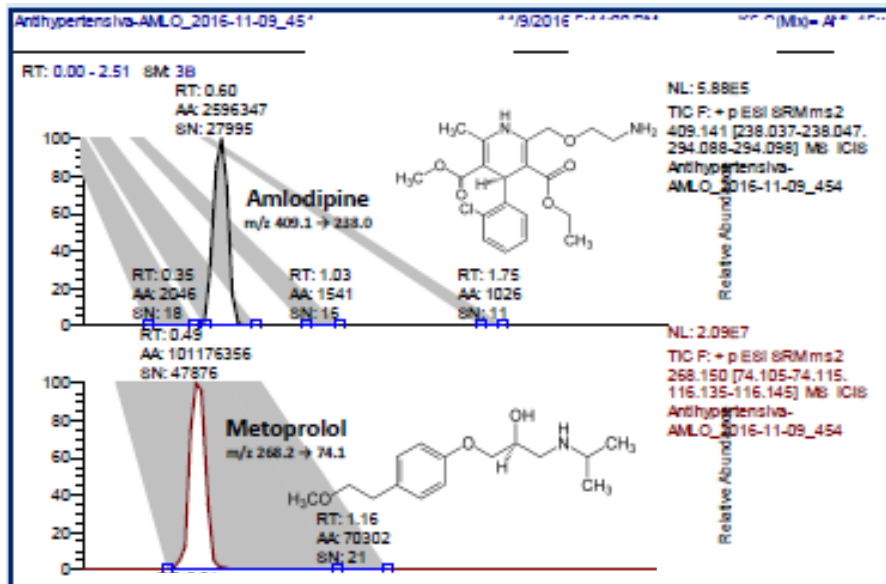 Antihypertensiva-AMLO_2016-11-09_454
RT: 0.00 - 2.51 SM: 3B
RT: 0.60
AA: 2596347
SN: 27995
NL: 5.88E5
TIC F: + p ESI SRM ms2
409.141 [238.037-238.047,
294.088-294.098] MS ICIS
Antihypertensiva-
AMLO_2016-11-09_454
100
80
60
40
20
0
Relative Abundance
Amlodipine
m/z 409.1 → 238.0
H
N
H₃C
O
NH₂
H₃C
O
O
H
O
O
Cl
CH₃
RT: 0.35
AA: 2046
SN: 18
RT: 1.03
AA: 1541
SN: 15
RT: 1.75
AA: 1026
SN: 11
RT: 0.49
AA: 101176356
SN: 47876
NL: 2.09E7
TIC F: + p ESI SRM ms2
268.150 [74.105-74.115,
116.135-116.145] MS ICIS
Antihypertensiva-
AMLO_2016-11-09_454
100
80
60
40
20
0
Relative Abundance
Metoprolol
m/z 268.2 → 74.1
OH
O
H
H
N
CH₃
CH₃
H₃CO
RT: 1.16
AA: 70302
SN: 21